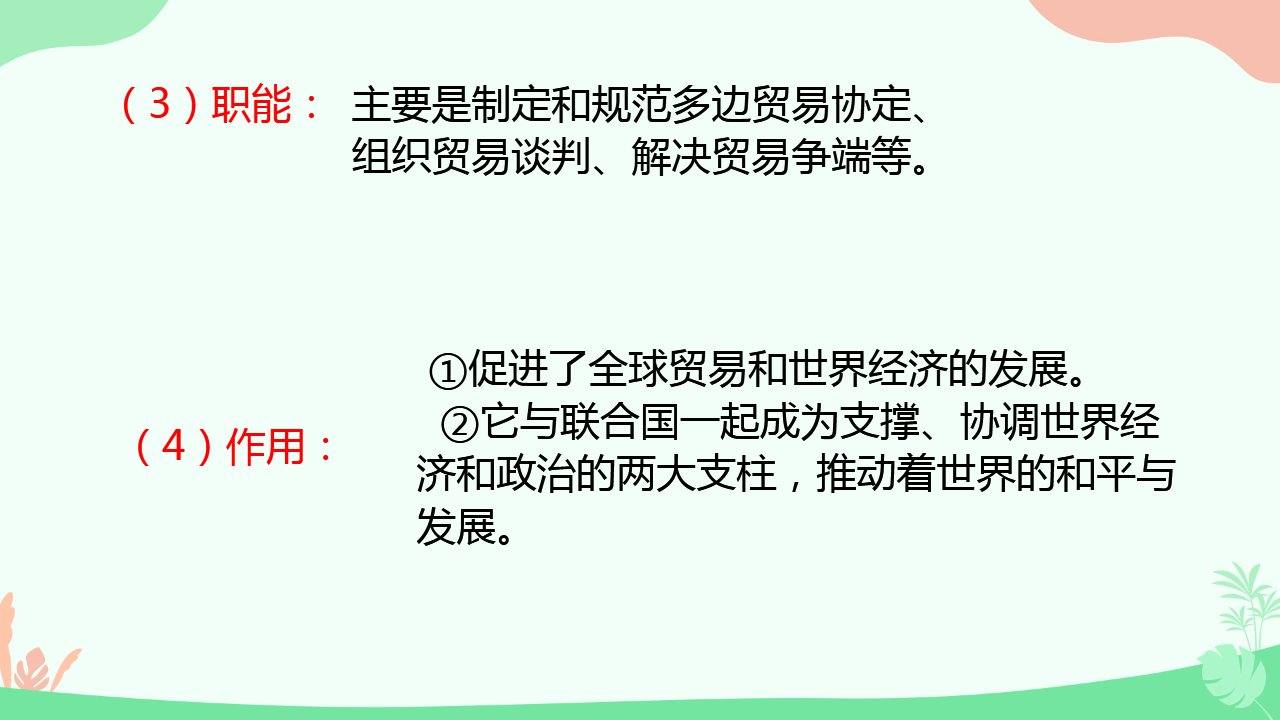 （3）职能： 主要是制定和规范多边贸易协定、
组织贸易谈判、解决贸易争端等。
①促进了全球贸易和世界经济的发展。
②它与联合国一起成为支撑、协调世界经
（4）作用：
济和政治的两大支柱，推动着世界的和平与
发展。